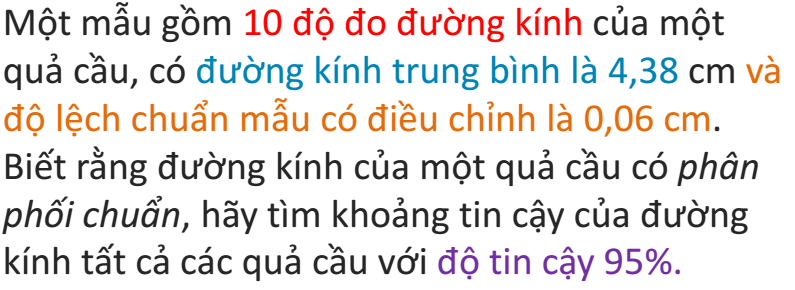 Một mẫu gồm 10 độ đo đường kính của một
quả cầu, có đường kính trung bình là 4,38 cm và
độ lệch chuẩn mẫu có điều chỉnh là 0,06 cm.
Biết rằng đường kính của một quả cầu có phân
phối chuẩn, hãy tìm khoảng tin cậy của đường
kính tất cả các quả cầu với độ tin cậy 95%.